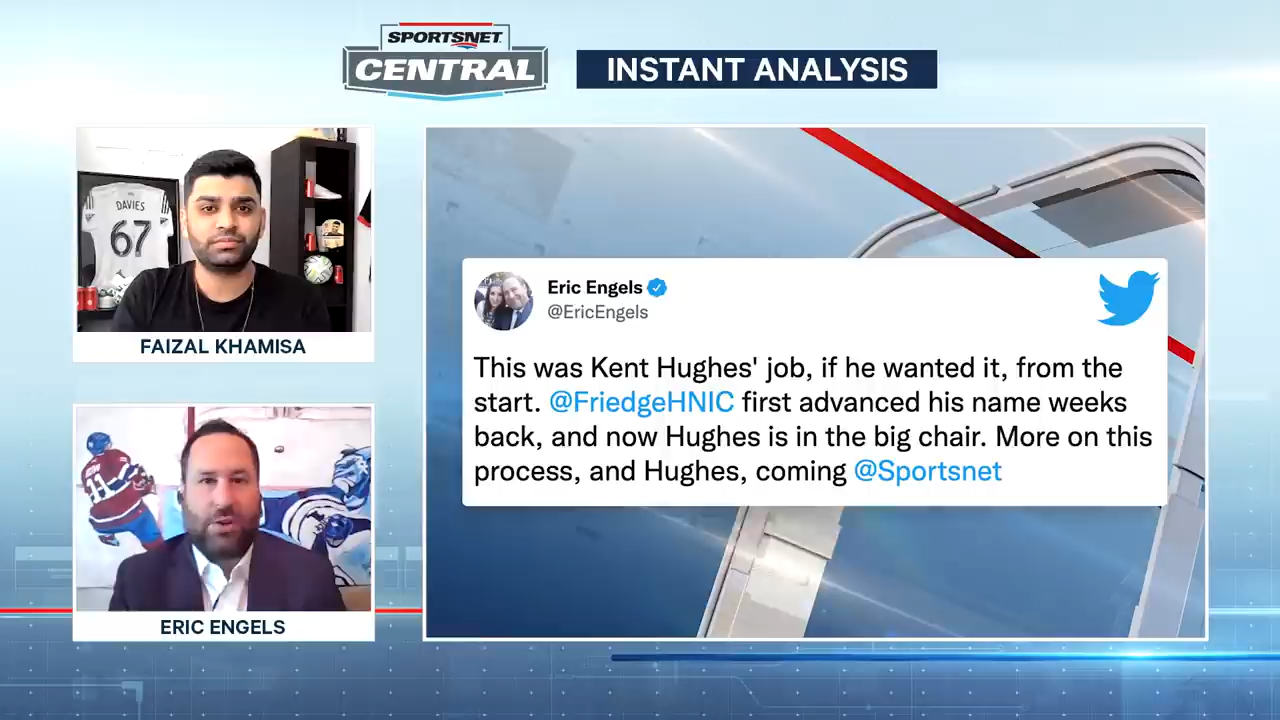 SPORTSNET
CENTRAL
INSTANT ANALYSIS
DAVIES
67
FAIZAL KHAMISA
11
ERIC ENGELS
Eric Engels
@EricEngels
This was Kent Hughes' job, if he wanted it, from the
start. @FriedgeHNIC first advanced his name weeks
back, and now Hughes is in the big chair. More on this
process, and Hughes, coming @Sportsnet